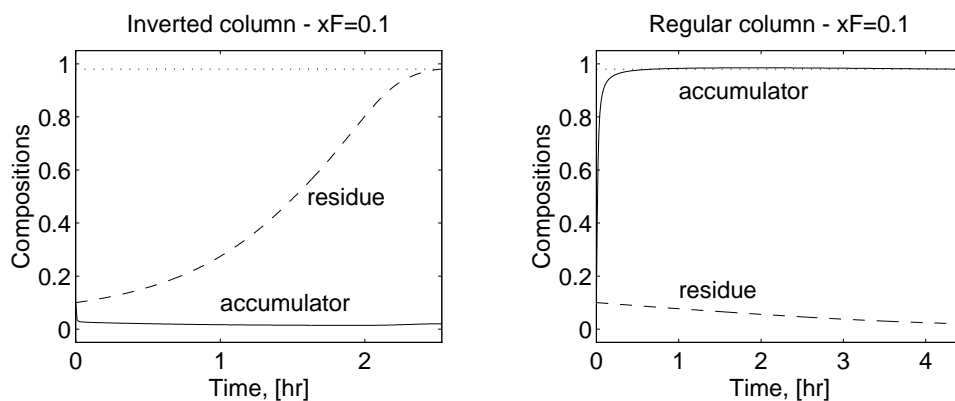 Inverted column - xF=0.1
1
0.8
0.6
0.4
0.2
0
Compositions
residue
accumulator
0
1
2
Time, [hr]
Regular column - xF=0.1
1
0.8
0.6
0.4
0.2
0
Compositions
accumulator
residue
0
1
2
3
4
Time, [hr]